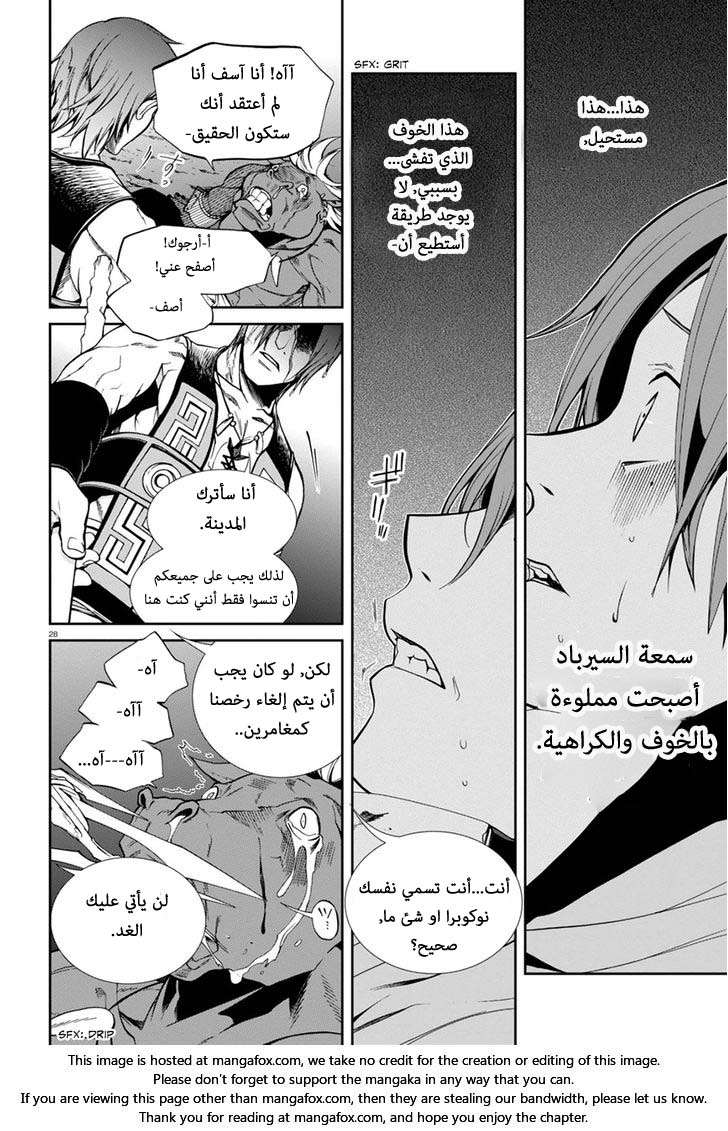 هذا...هذا
مستحيل,
سمعة السيرباد
أصبحت مملوءة
بالخوف والكراهية.
SFX: GRIT
هذا الخوف
الذي تفشى...
بسببي, لا
يوجد طريقة
أستطيع أن-
أنت...أنت تسمي نفسك
نوكوبرا او شئ ما,
صحيح؟
آآه! أنا آسف أنا
لم أعتقد أنك
ستكون الحقيق-
أ-أرجوك!
أصفح عني!
أصف-
أنا سأترك
المدينة.
لذلك يجب على جميعكم
أن تنسوا فقط أنني كنت هنا
28
لكن, لو كان يجب
أن يتم إلغاء رخصنا
كمغامرين..
آه-
آآه-
آآه---آه...
لن يأتي عليك
الغد.
SFX: DRIP
This image is hosted at mangafox.com, we take no credit for the creation or editing of this image.
Please don't forget to support the mangaka in any way that you can.
If you are viewing this page other than mangafox.com, then they are stealing our bandwidth, please let us know.
Thank you for reading at mangafox.com, and hope you enjoy the chapter.